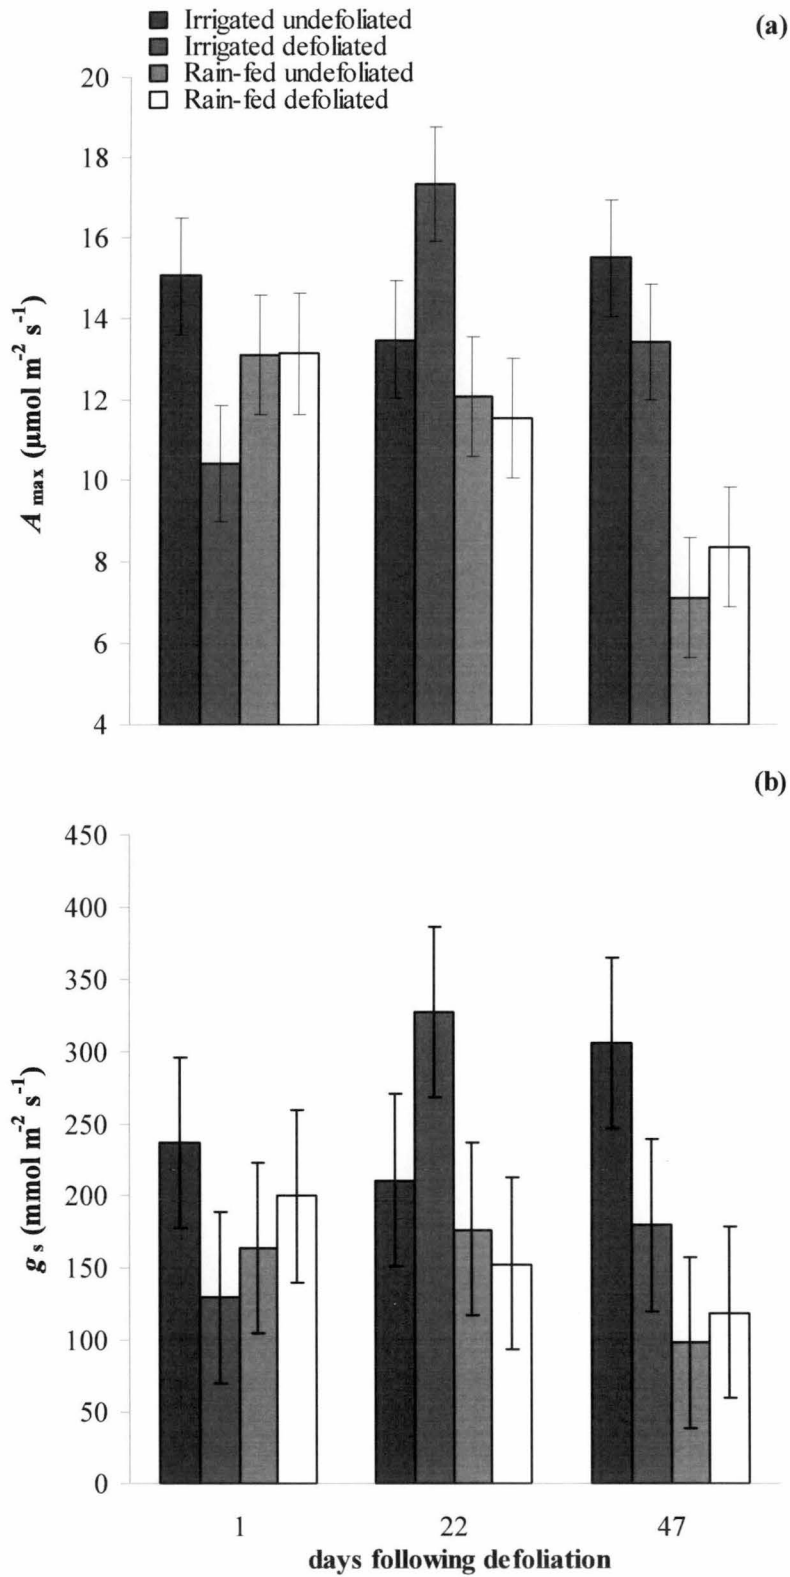 Irrigated undefoliated
(a)
Irrigated defoliated
Rain-fed undefoliated
Rain-fed defoliated
20
18
16
14
12
10
8
6
4
A max (μmol m⁻² s⁻¹)
(b)
450
400
350
300
250
200
150
100
50
0
g s (mmol m⁻² s⁻¹)
1 22 47
days following defoliation